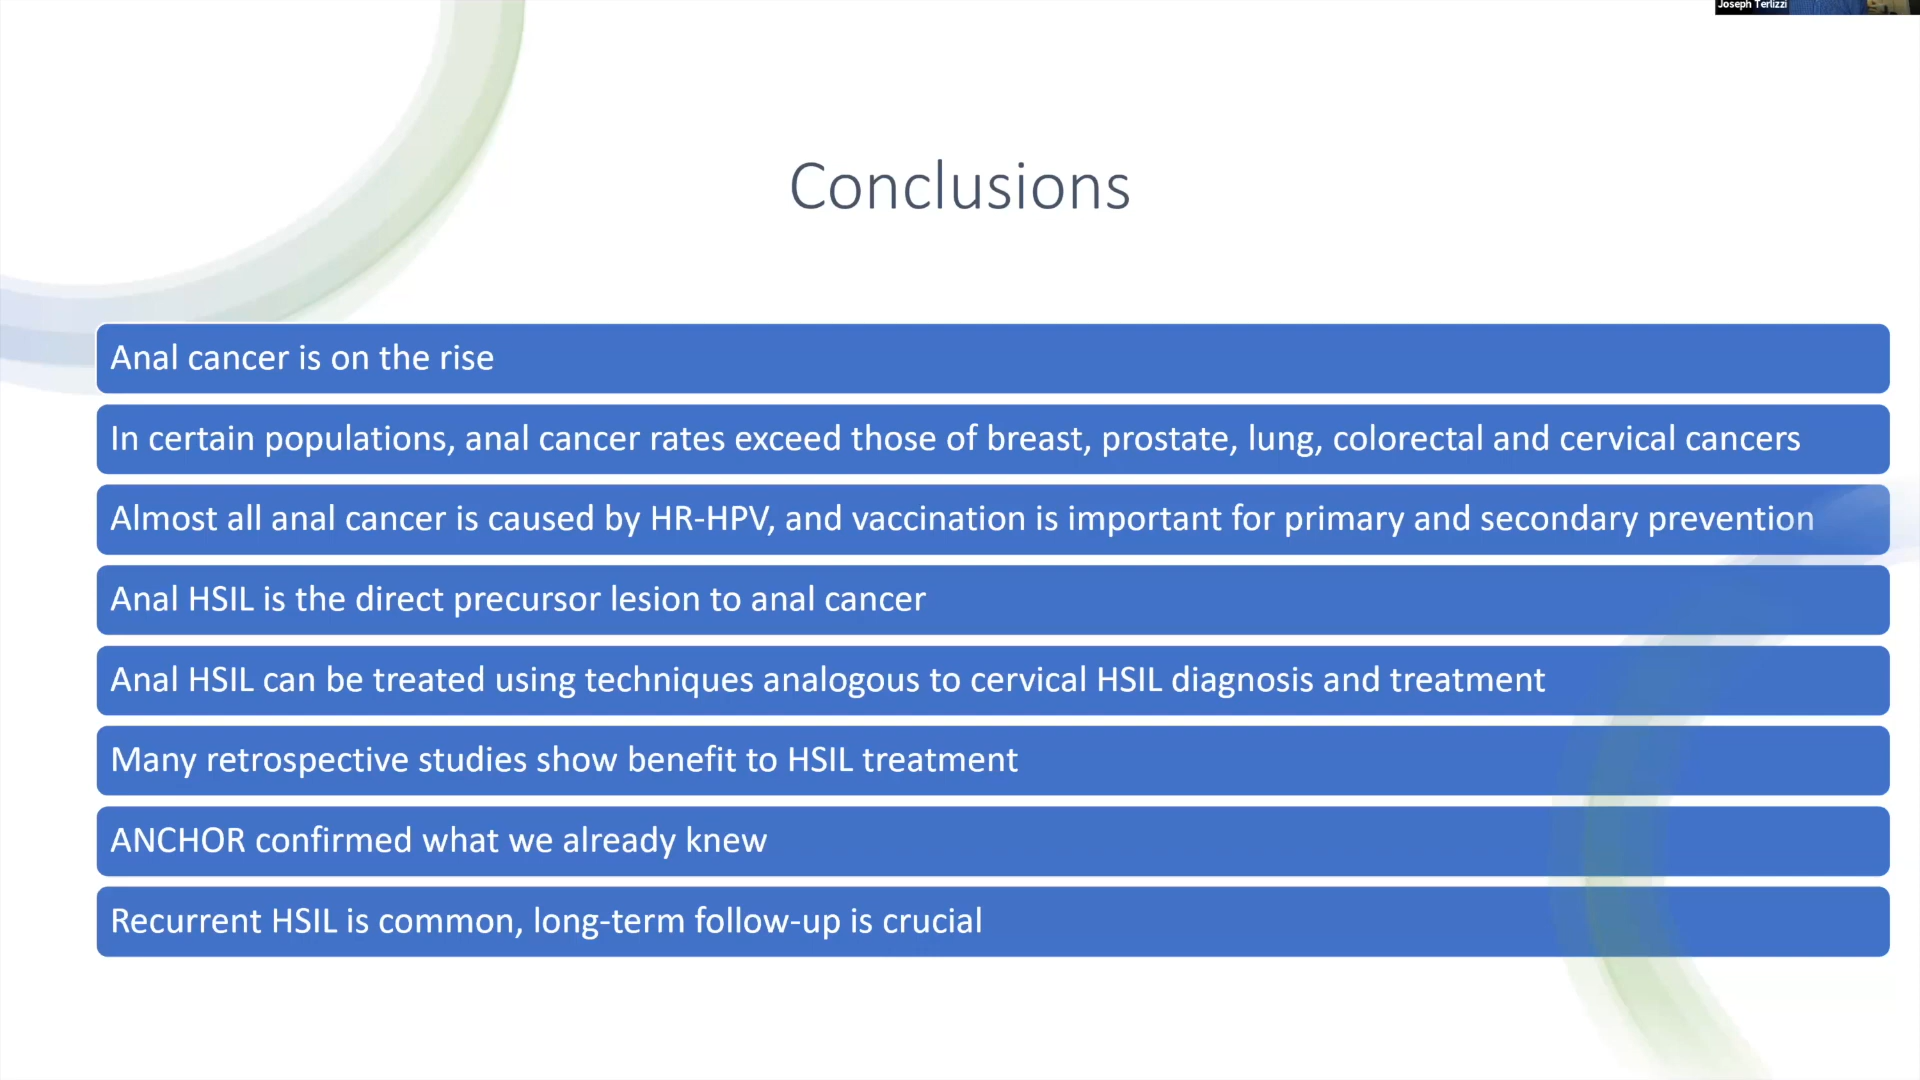 Joseph Terlizzi
Conclusions
Anal cancer is on the rise
In certain populations, anal cancer rates exceed those of breast, prostate, lung, colorectal and cervical cancers
Almost all anal cancer is caused by HR-HPV, and vaccination is important for primary and secondary prevention
Anal HSIL is the direct precursor lesion to anal cancer
Anal HSIL can be treated using techniques analogous to cervical HSIL diagnosis and treatment
Many retrospective studies show benefit to HSIL treatment
ANCHOR confirmed what we already knew
Recurrent HSIL is common, long-term follow-up is crucial